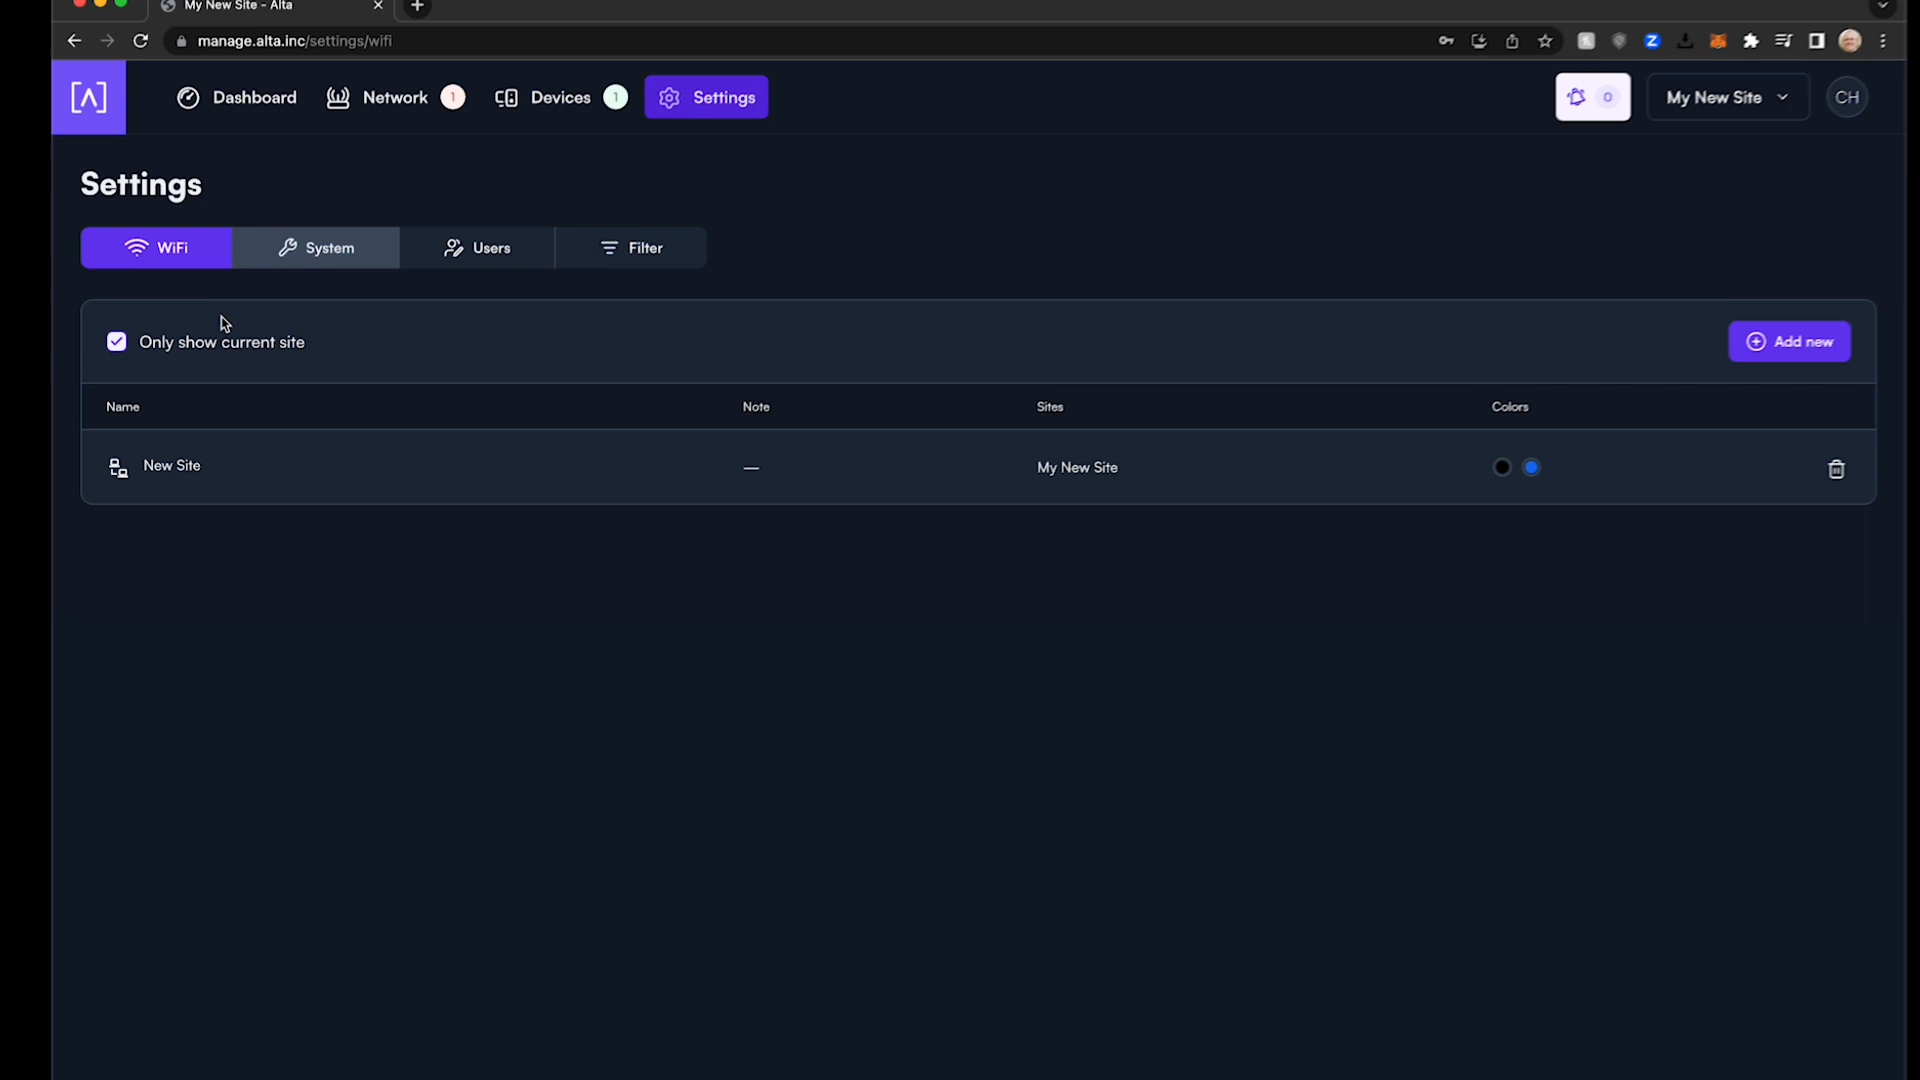 My New Site - Alta
manage.alta.inc/settings/wifi
Dashboard
Network 1
Devices 1
Settings
0
My New Site
CH
Settings
WiFi
System
Users
Filter
Only show current site
Add new
Name Note Sites Colors
New Site — My New Site